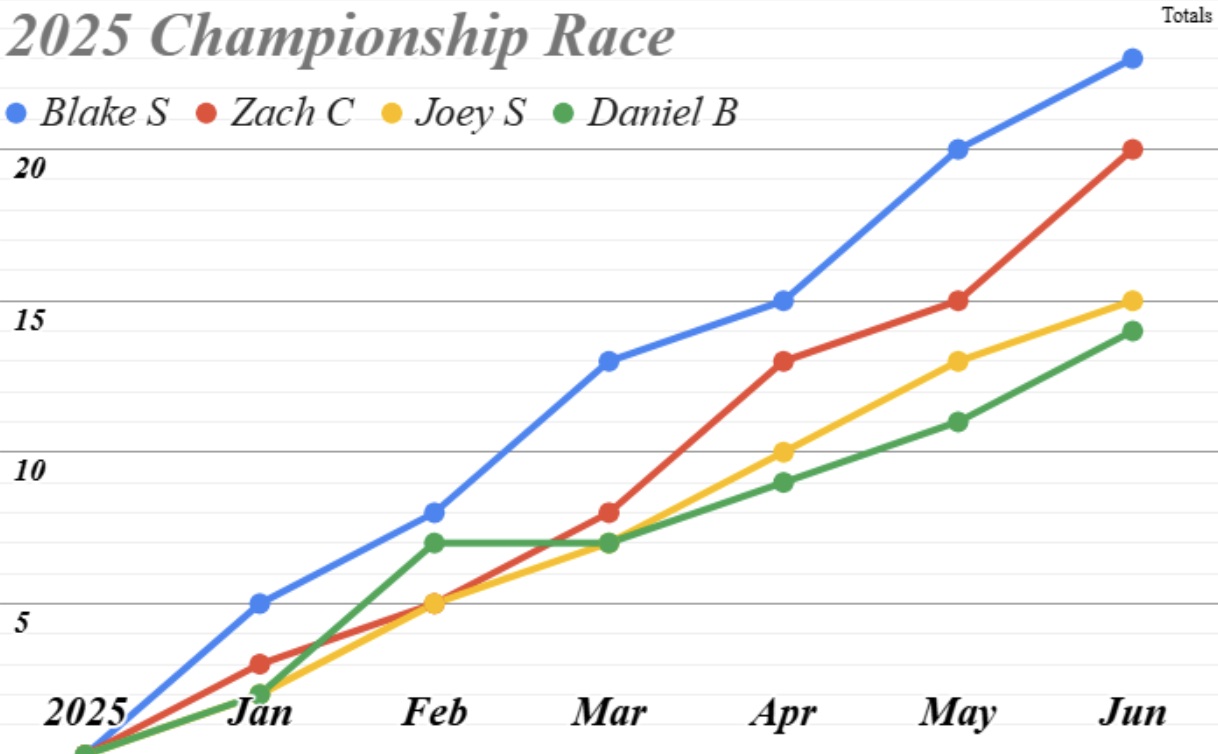 2025 Championship Race
Totals
Blake S Zach C Joey S Daniel B
20
15
10
5
2025 Jan Feb Mar Apr May Jun